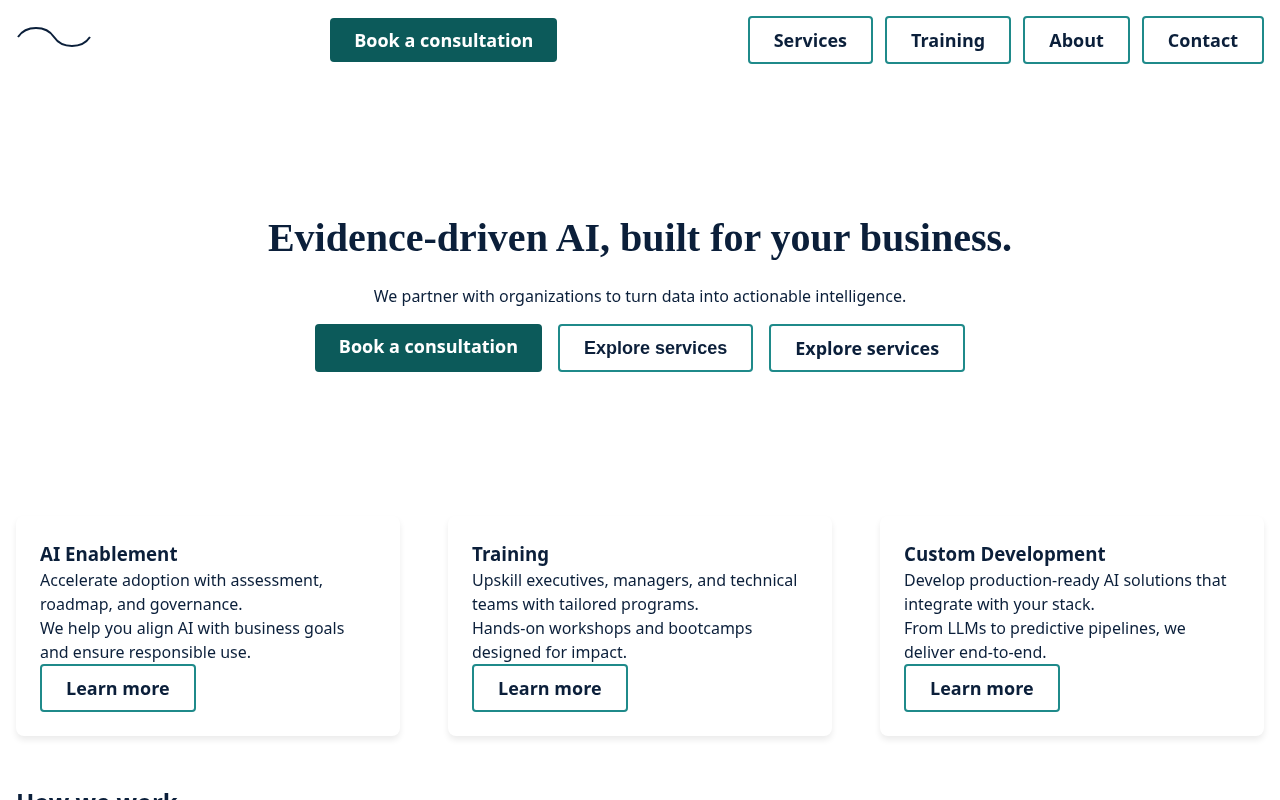 Book a consultation
Services
Training
About
Contact
Evidence-driven AI, built for your business.
We partner with organizations to turn data into actionable intelligence.
Book a consultation
Explore services
Explore services
AI Enablement
Accelerate adoption with assessment,
roadmap, and governance.
We help you align AI with business goals
and ensure responsible use.
Learn more
Training
Upskill executives, managers, and technical
teams with tailored programs.
Hands-on workshops and bootcamps
designed for impact.
Learn more
Custom Development
Develop production-ready AI solutions that
integrate with your stack.
From LLMs to predictive pipelines, we
deliver end-to-end.
Learn more
How we work